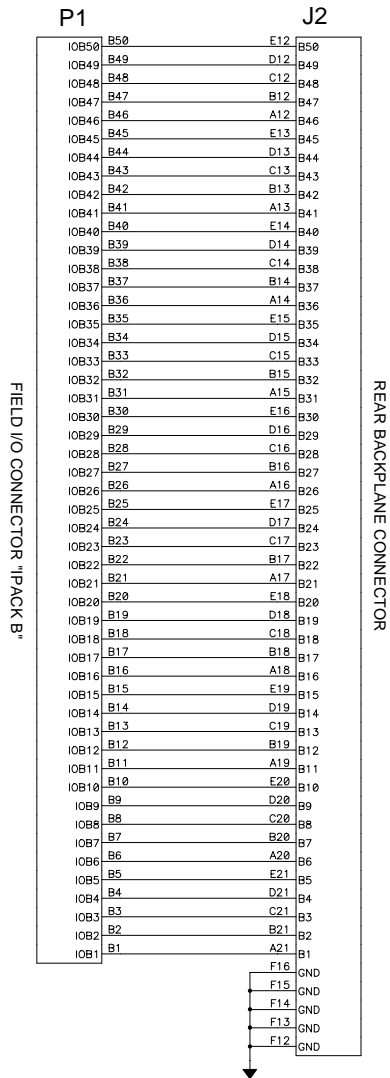 P1 J2
IOB50 B50 E12 B50
IOB49 B49 D12 B49
IOB48 B48 C12 B48
IOB47 B47 B12 B47
IOB46 B46 A12 B46
IOB45 B45 E13 B45
IOB44 B44 D13 B44
IOB43 B43 C13 B43
IOB42 B42 B13 B42
IOB41 B41 A13 B41
IOB40 B40 E14 B40
IOB39 B39 D14 B39
IOB38 B38 C14 B38
IOB37 B37 B14 B37
IOB36 B36 A14 B36
IOB35 B35 E15 B35
IOB34 B34 D15 B34
IOB33 B33 C15 B33
IOB32 B32 B15 B32
IOB31 B31 A15 B31
IOB30 B30 E16 B30
IOB29 B29 D16 B29
IOB28 B28 C16 B28
IOB27 B27 B16 B27
IOB26 B26 A16 B26
IOB25 B25 E17 B25
IOB24 B24 D17 B24
IOB23 B23 C17 B23
IOB22 B22 B17 B22
IOB21 B21 A17 B21
IOB20 B20 E18 B20
IOB19 B19 D18 B19
IOB18 B18 C18 B18
IOB17 B17 B18 B17
IOB16 B16 A18 B16
IOB15 B15 E19 B15
IOB14 B14 D19 B14
IOB13 B13 C19 B13
IOB12 B12 B19 B12
IOB11 B11 A19 B11
IOB10 B10 E20 B10
IOB9 B9 D20 B9
IOB8 B8 C20 B8
IOB7 B7 B20 B7
IOB6 B6 A20 B6
IOB5 B5 E21 B5
IOB4 B4 D21 B4
IOB3 B3 C21 B3
IOB2 B2 B21 B2
IOB1 B1 A21 B1
F16 GND
F15 GND
F14 GND
F13 GND
F12 GND
FIELD I/O CONNECTOR "IPACK B"
REAR BACKPLANE CONNECTOR